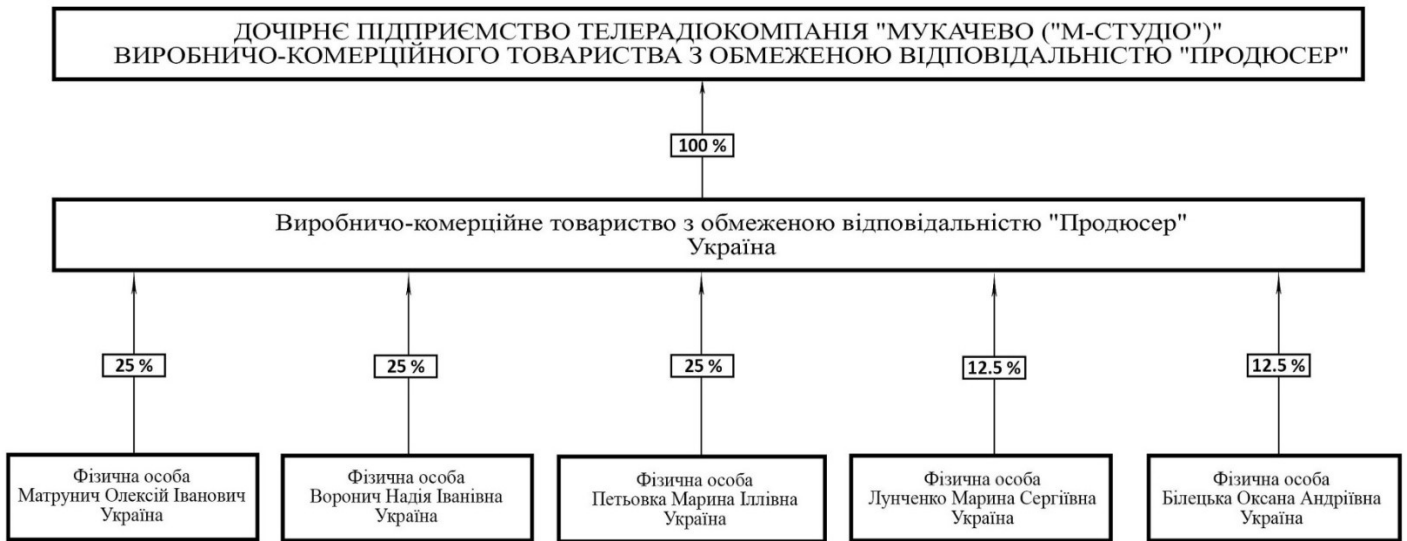 ДОЧІРНЄ ПІДПРИЄМСТВО ТЕЛЕРАДІОКОМПАНІЯ "МУКАЧЕВО ("М-СТУДІО")"
ВИРОБНИЧО-КОМЕРЦІЙНОГО ТОВАРИСТВА З ОБМЕЖЕНОЮ ВІДПОВІДАЛЬНІСТЮ "ПРОДЮСЕР"
100 %
Виробничо-комерційне товариство з обмеженою відповідальністю "Продюсер"
Україна
25 %
25 %
25 %
12.5 %
12.5 %
Фізична особа
Матрунич Олексій Іванович
Україна
Фізична особа
Воронич Надія Іванівна
Україна
Фізична особа
Петьовка Марина Іллівна
Україна
Фізична особа
Лунченко Марина Сергіївна
Україна
Фізична особа
Білецька Оксана Андріївна
Україна